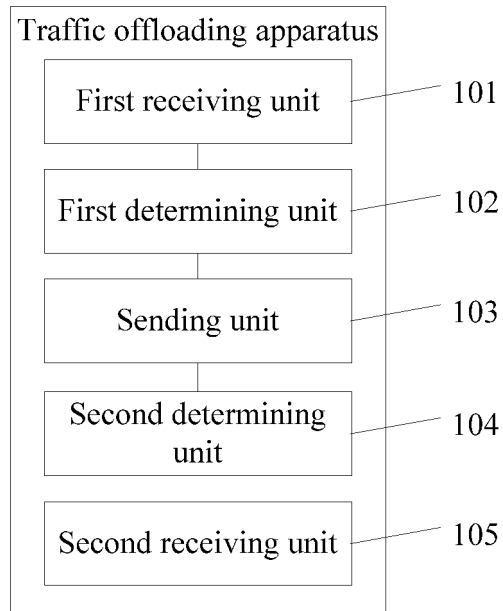 Traffic offloading apparatus
First receiving unit
101
First determining unit
102
Sending unit
103
Second determining
unit
104
Second receiving unit
105